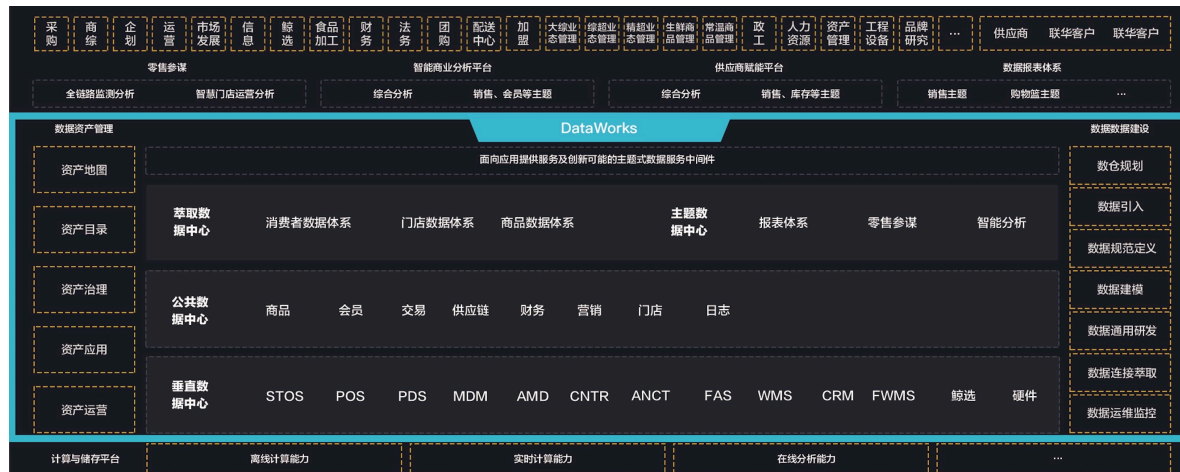 采购 商综 企划 运营 市场发展 信息 鲸选 食品加工 财务 法务 团购 配送中心 加盟 大综业态管理 综超业态管理 精超业态管理 生鲜商品管理 常温商品管理 政工 人力资源 资产管理 工程设备 品牌研究 ... 供应商 联华客户 联华客户
零售参谋 智能商业分析平台 供应商赋能平台 数据报表体系
全链路监测分析 智慧门店运营分析 综合分析 销售、会员等主题 综合分析 销售、库存等主题 销售主题 购物篮主题 ...
数据资产管理 DataWorks 数据数据建设
面向应用提供服务及创新可能的主题式数据服务中间件
资产地图
资产目录
资产治理
资产应用
资产运营
萃取数据中心 消费者数据体系 门店数据体系 商品数据体系 主题数据中心 报表体系 零售参谋 智能分析
公共数据中心 商品 会员 交易 供应链 财务 营销 门店 日志
垂直数据中心 STOS POS PDS MDM AMD CNTR ANCT FAS WMS CRM FWMS 鲸选 硬件
数仓规划
数据引入
数据规范定义
数据建模
数据通用研发
数据连接萃取
数据运维监控
计算与储存平台 离线计算能力 实时计算能力 在线分析能力 ...